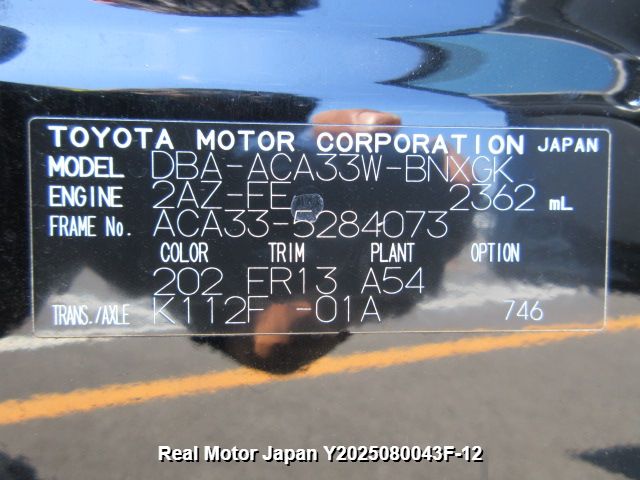 TOYOTA MOTOR CORPORATION JAPAN
MODEL DBA-ACA33W-BNXGK
ENGINE 2AZ-FE 2362 mL
FRAME No. ACA33-5284073
COLOR TRIM PLANT OPTION
202 FR13 A54
TRANS./AXLE K112F -01A 746
Real Motor Japan Y2025080043F-12